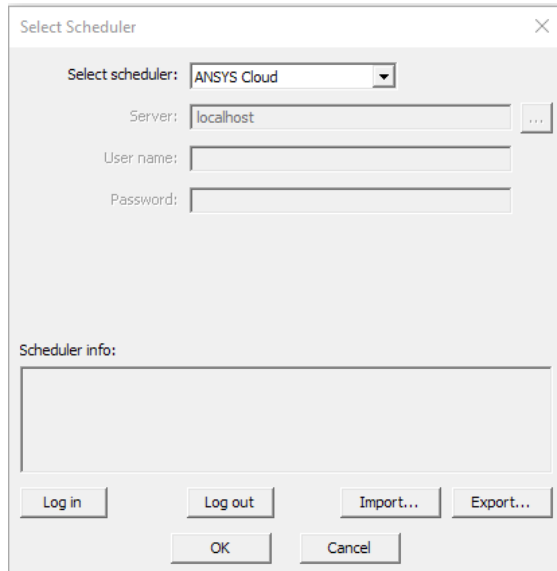 Select Scheduler
Select scheduler: ANSYS Cloud
Server: localhost ...
User name:
Password:
Scheduler info:
Log in Log out Import... Export...
OK Cancel